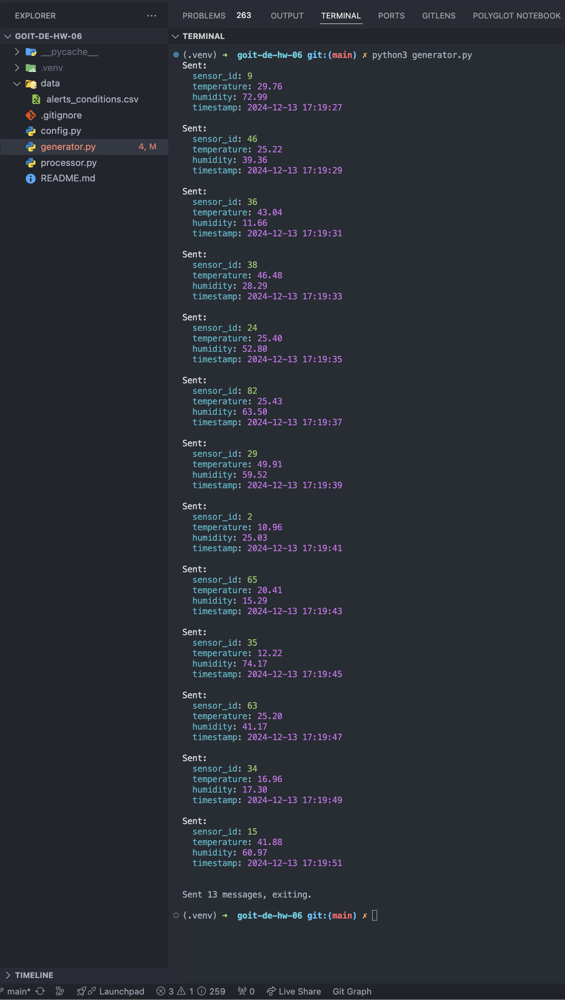 EXPLORER ...
GOIT-DE-HW-06
__pycache__
.venv
data
alerts_conditions.csv
.gitignore
config.py
generator.py 4, M
processor.py
README.md
PROBLEMS 263 OUTPUT TERMINAL PORTS GITLENS POLYGLOT NOTEBOOK
TERMINAL
(.venv) → goit-de-hw-06 git:(main) ✗ python3 generator.py
Sent:
sensor_id: 9
temperature: 29.76
humidity: 72.99
timestamp: 2024-12-13 17:19:27
Sent:
sensor_id: 46
temperature: 25.22
humidity: 39.36
timestamp: 2024-12-13 17:19:29
Sent:
sensor_id: 36
temperature: 43.04
humidity: 11.66
timestamp: 2024-12-13 17:19:31
Sent:
sensor_id: 38
temperature: 46.48
humidity: 28.29
timestamp: 2024-12-13 17:19:33
Sent:
sensor_id: 24
temperature: 25.40
humidity: 52.80
timestamp: 2024-12-13 17:19:35
Sent:
sensor_id: 82
temperature: 25.43
humidity: 63.50
timestamp: 2024-12-13 17:19:37
Sent:
sensor_id: 29
temperature: 49.91
humidity: 59.52
timestamp: 2024-12-13 17:19:39
Sent:
sensor_id: 2
temperature: 10.96
humidity: 25.03
timestamp: 2024-12-13 17:19:41
Sent:
sensor_id: 65
temperature: 20.41
humidity: 15.29
timestamp: 2024-12-13 17:19:43
Sent:
sensor_id: 35
temperature: 12.22
humidity: 74.17
timestamp: 2024-12-13 17:19:45
Sent:
sensor_id: 63
temperature: 25.20
humidity: 41.17
timestamp: 2024-12-13 17:19:47
Sent:
sensor_id: 34
temperature: 16.96
humidity: 17.30
timestamp: 2024-12-13 17:19:49
Sent:
sensor_id: 15
temperature: 41.88
humidity: 60.97
timestamp: 2024-12-13 17:19:51
Sent 13 messages, exiting.
(.venv) → goit-de-hw-06 git:(main) ✗
TIMELINE
main* Launchpad 3 1 259 0 Live Share Git Graph